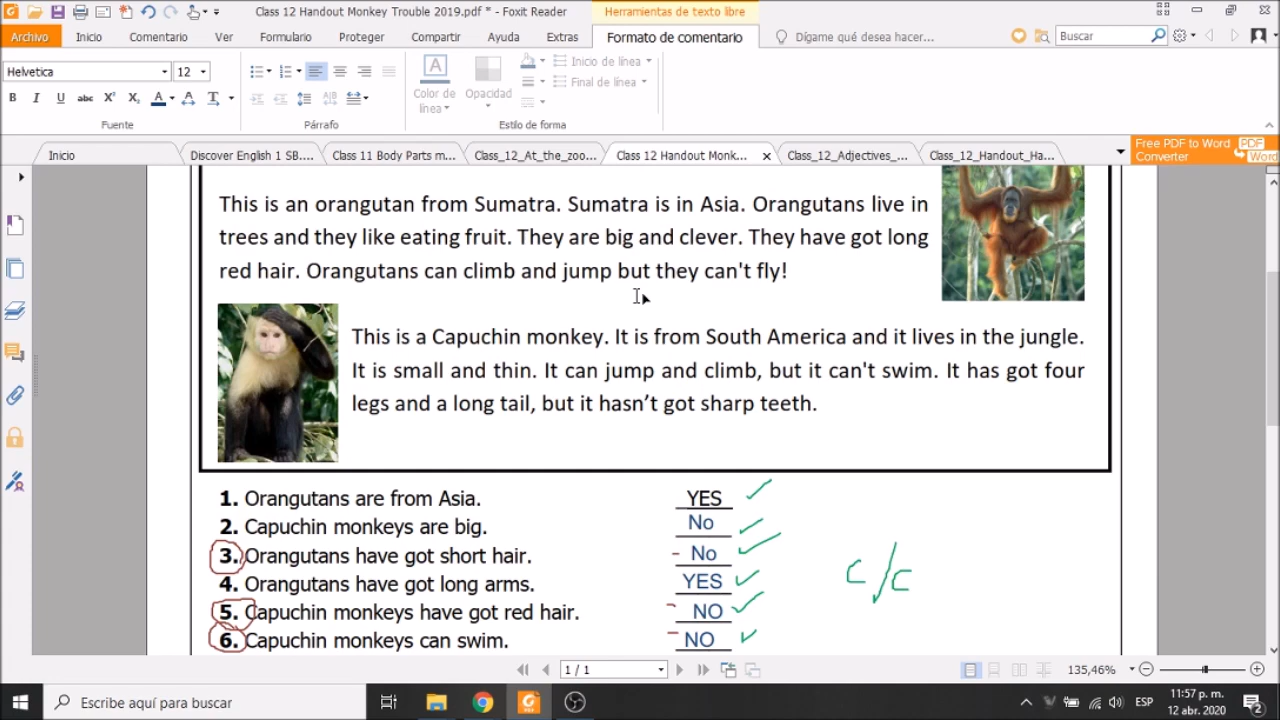 Class 12 Handout Monkey Trouble 2019.pdf * - Foxit Reader
Herramientas de texto libre
Archivo Inicio Comentario Ver Formulario Proteger Compartir Ayuda Extras Formato de comentario Dígame qué desea hacer... Buscar
Helvetica 12
Color de línea Opacidad Inicio de línea
Final de línea
Fuente Párrafo Estilo de forma
Inicio Discover English 1 SB.... Class 11 Body Parts m... Class_12_At_the_zoo... Class 12 Handout Monk... Class_12_Adjectives_... Class_12_Handout_Ha... Free PDF to Word Converter
This is an orangutan from Sumatra. Sumatra is in Asia. Orangutans live in
trees and they like eating fruit. They are big and clever. They have got long
red hair. Orangutans can climb and jump but they can't fly!
This is a Capuchin monkey. It is from South America and it lives in the jungle.
It is small and thin. It can jump and climb, but it can't swim. It has got four
legs and a long tail, but it hasn't got sharp teeth.
1. Orangutans are from Asia. YES
2. Capuchin monkeys are big. No
3. Orangutans have got short hair. - No
4. Orangutans have got long arms. YES
5. Capuchin monkeys have got red hair. - NO
6. Capuchin monkeys can swim. - NO
C/C
1 / 1 135,46%
Escribe aquí para buscar
ESP
11:57 p. m.
12 abr. 2020
2